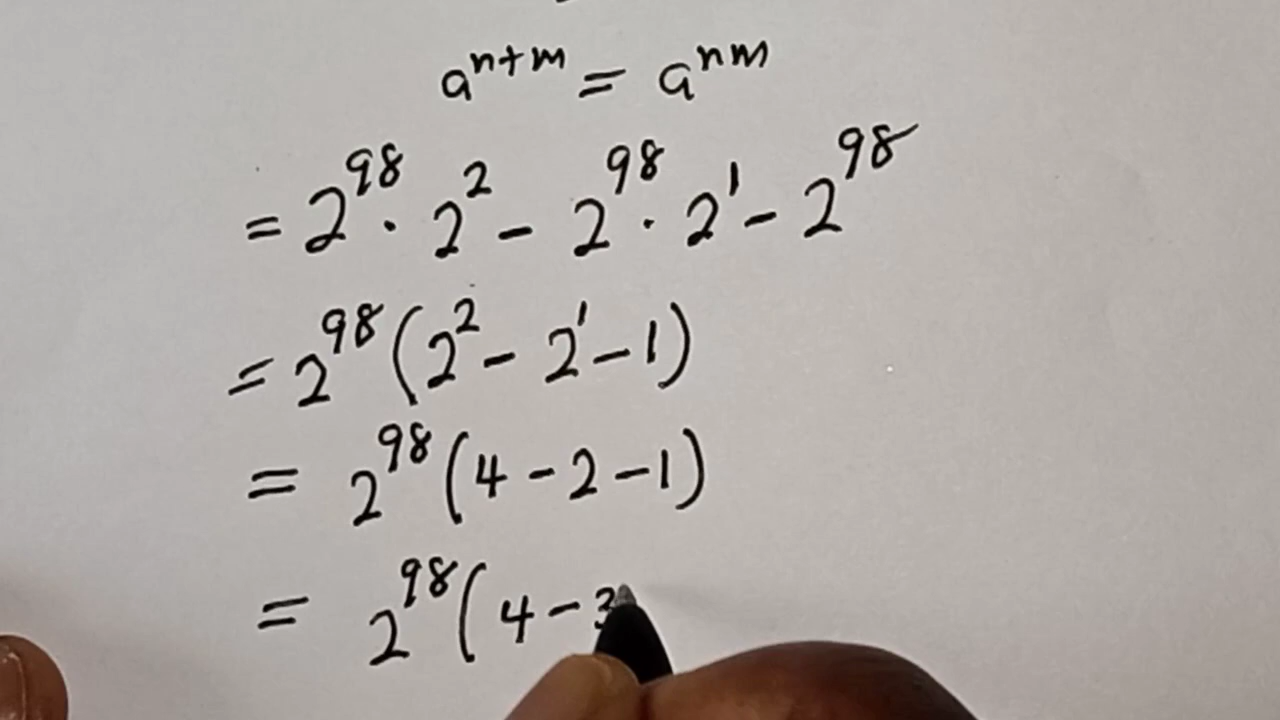 a^{n+m} = a^{nm}
= 2^{98} · 2^2 - 2^{98} · 2^1 - 2^{98}
= 2^{98} (2^2 - 2^1 - 1)
= 2^{98} (4 - 2 - 1)
= 2^{98} (4 - 3